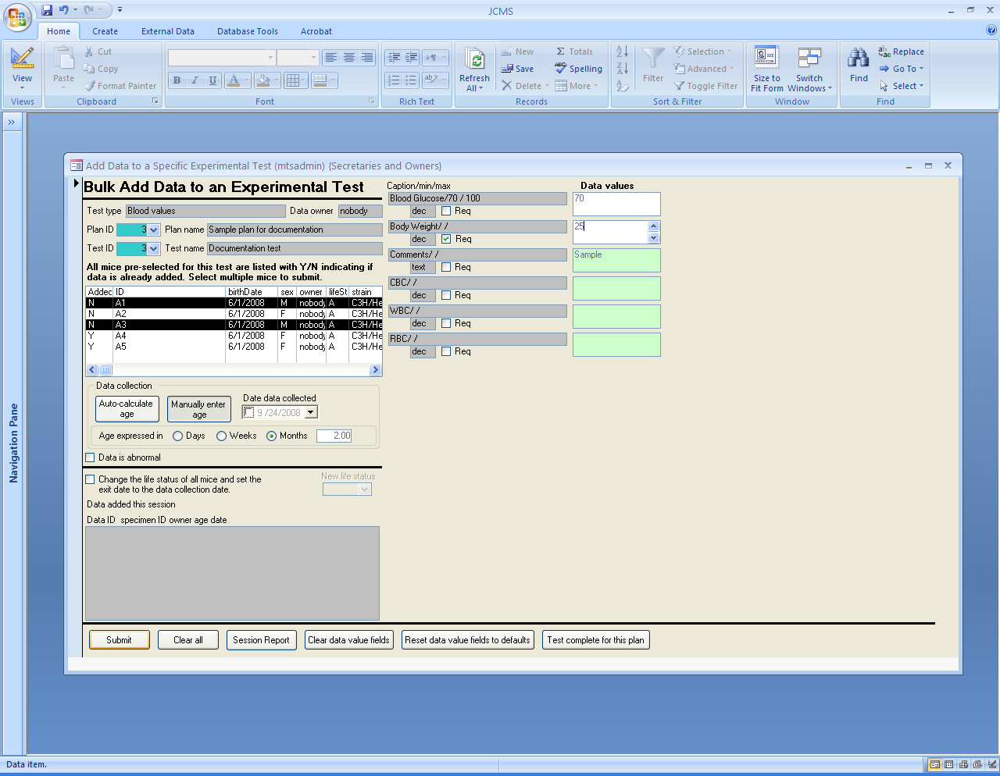 JCMS
Home Create External Data Database Tools Acrobat
View
Views
Paste
Cut
Copy
Format Painter
Clipboard
B I U A
Font
Rich Text
Refresh All
New
Save
Delete
Totals
Spelling
More
Records
Filter
Selection
Advanced
Toggle Filter
Sort & Filter
Size to Fit Form
Switch Windows
Window
Find
Replace
Go To
Select
Find
Navigation Pane
Add Data to a Specific Experimental Test (mtsadmin) {Secretaries and Owners}
Bulk Add Data to an Experimental Test
Test type Blood values Data owner nobody
Plan ID 3 Plan name Sample plan for documentation
Test ID 3 Test name Documentation test
All mice pre-selected for this test are listed with Y/N indicating if
data is already added. Select multiple mice to submit.
Addec ID birthDate sex owner lifeSt strain
N A1 6/1/2008 M nobody A C3H/He
N A2 6/1/2008 F nobody A C3H/He
N A3 6/1/2008 M nobody A C3H/He
Y A4 6/1/2008 F nobody A C3H/He
Y A5 6/1/2008 F nobody A C3H/He
Data collection
Auto-calculate age
Manually enter age
Date data collected
9 /24/2008
Age expressed in Days Weeks Months 2.00
Data is abnormal
Change the life status of all mice and set the
exit date to the data collection date.
New life status
Data added this session
Data ID specimen ID owner age date
Caption/min/max Data values
Blood Glucose/70 / 100 70
dec Req
Body Weight/ / 25
dec Req
Comments/ / Sample
text Req
CBC/ /
dec Req
WBC/ /
dec Req
RBC/ /
dec Req
Submit Clear all Session Report Clear data value fields Reset data value fields to defaults Test complete for this plan
Data item.